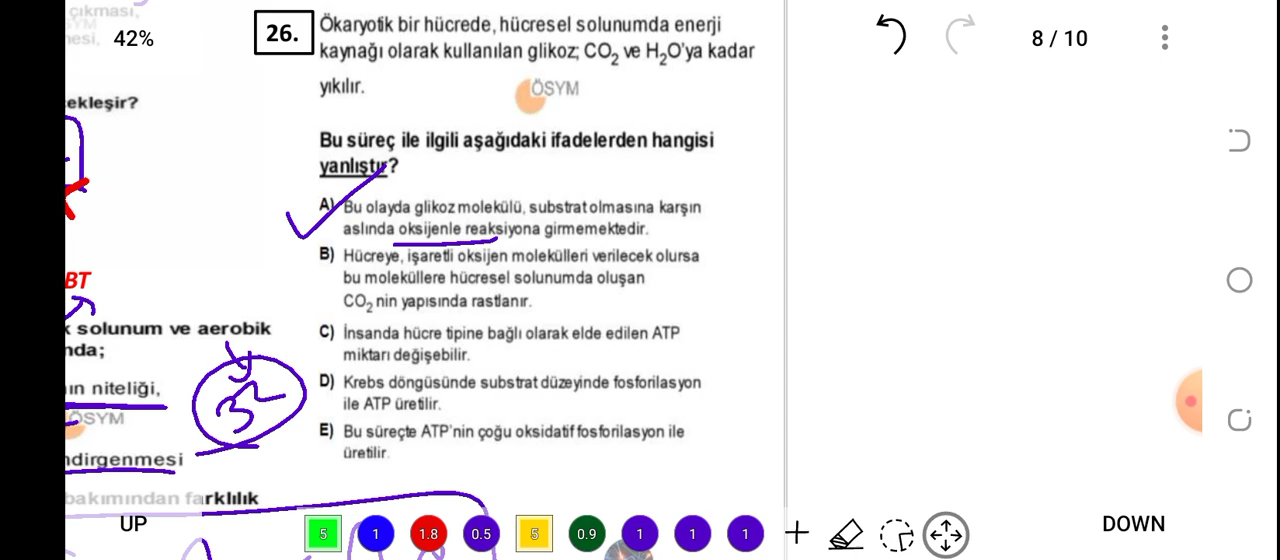 çıkması,
42%
26.
Ökaryotik bir hücrede, hücresel solunumda enerji
kaynağı olarak kullanılan glikoz; CO₂ ve H₂O'ya kadar
yıkılır.
ÖSYM
ekleşir?
Bu süreç ile ilgili aşağıdaki ifadelerden hangisi
yanlıştır?
A) Bu olayda glikoz molekülü, substrat olmasına karşın
aslında oksijenle reaksiyona girmemektedir.
B) Hücreye, işaretli oksijen molekülleri verilecek olursa
bu moleküllere hücresel solunumda oluşan
CO₂ nin yapısında rastlanır.
C) İnsanda hücre tipine bağlı olarak elde edilen ATP
miktarı değişebilir.
D) Krebs döngüsünde substrat düzeyinde fosforilasyon
ile ATP üretilir.
E) Bu süreçte ATP'nin çoğu oksidatif fosforilasyon ile
üretilir.
BT
k solunum ve aerobik
nda;
ın niteliği,
32
ÖSYM
ndirgenmesi
bakımından farklılık
UP
5 1 1.8 0.5 5 0.9 1 1 1
8 / 10
DOWN